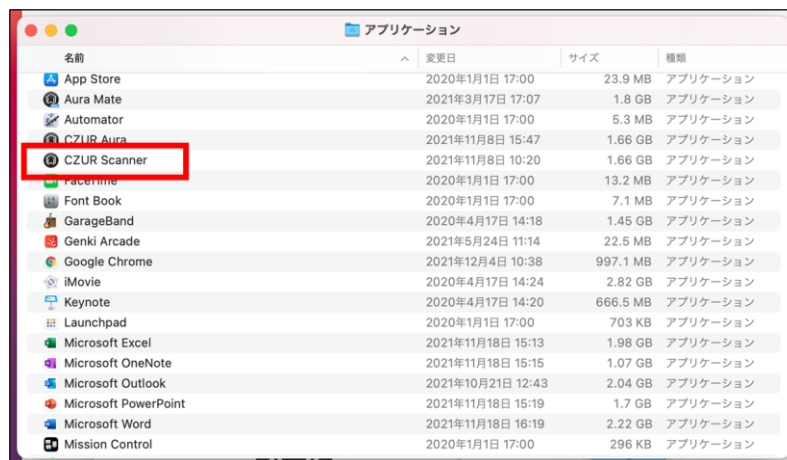 アプリケーション
名前 変更日 サイズ 種類
App Store 2020年1月1日 17:00 23.9 MB アプリケーション
Aura Mate 2021年3月17日 17:07 1.8 GB アプリケーション
Automator 2020年1月1日 17:00 5.3 MB アプリケーション
CZUR Aura 2021年11月8日 15:47 1.66 GB アプリケーション
CZUR Scanner 2021年11月8日 10:20 1.66 GB アプリケーション
FaceTime 2020年1月1日 17:00 13.2 MB アプリケーション
Font Book 2020年1月1日 17:00 7.1 MB アプリケーション
GarageBand 2020年4月17日 14:18 1.45 GB アプリケーション
Genki Arcade 2021年5月24日 11:14 22.5 MB アプリケーション
Google Chrome 2021年12月4日 10:38 997.1 MB アプリケーション
iMovie 2020年4月17日 14:24 2.82 GB アプリケーション
Keynote 2020年4月17日 14:20 666.5 MB アプリケーション
Launchpad 2020年1月1日 17:00 703 KB アプリケーション
Microsoft Excel 2021年11月18日 15:13 1.98 GB アプリケーション
Microsoft OneNote 2021年11月18日 15:15 1.07 GB アプリケーション
Microsoft Outlook 2021年10月21日 12:43 2.04 GB アプリケーション
Microsoft PowerPoint 2021年11月18日 15:19 1.7 GB アプリケーション
Microsoft Word 2021年11月18日 16:19 2.22 GB アプリケーション
Mission Control 2020年1月1日 17:00 296 KB アプリケーション